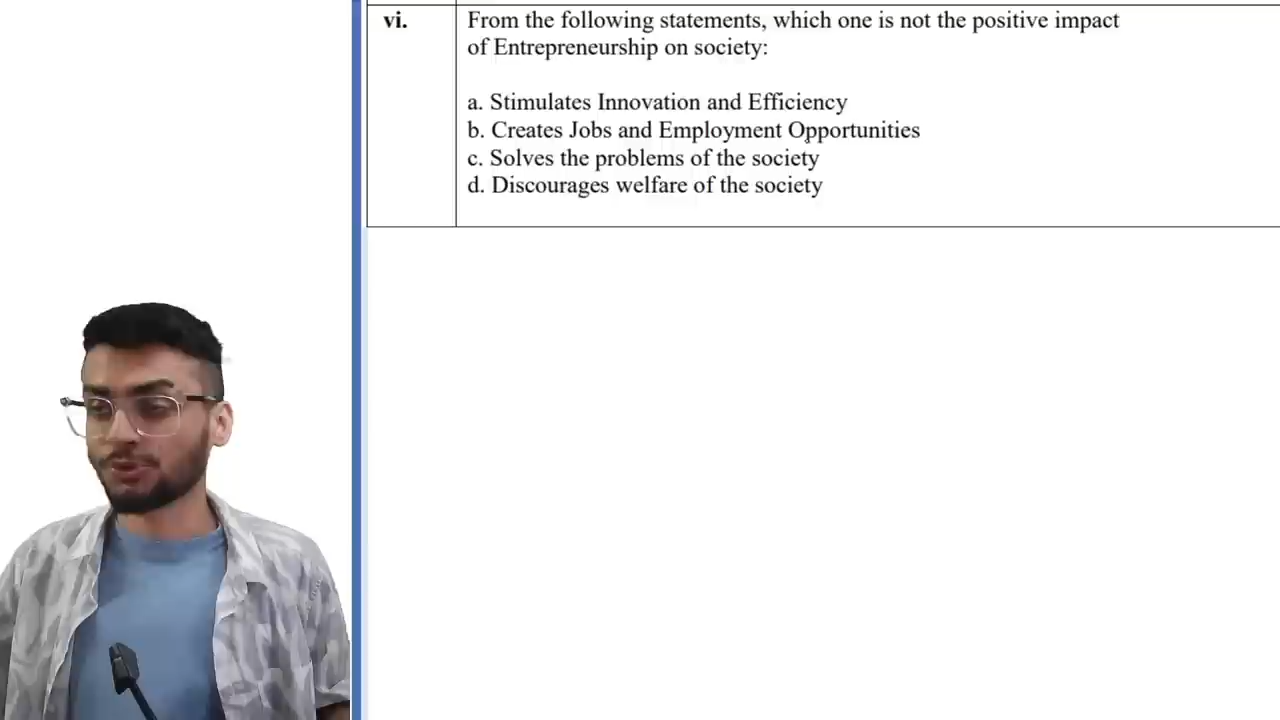 vi.
From the following statements, which one is not the positive impact
of Entrepreneurship on society:
a. Stimulates Innovation and Efficiency
b. Creates Jobs and Employment Opportunities
c. Solves the problems of the society
d. Discourages welfare of the society